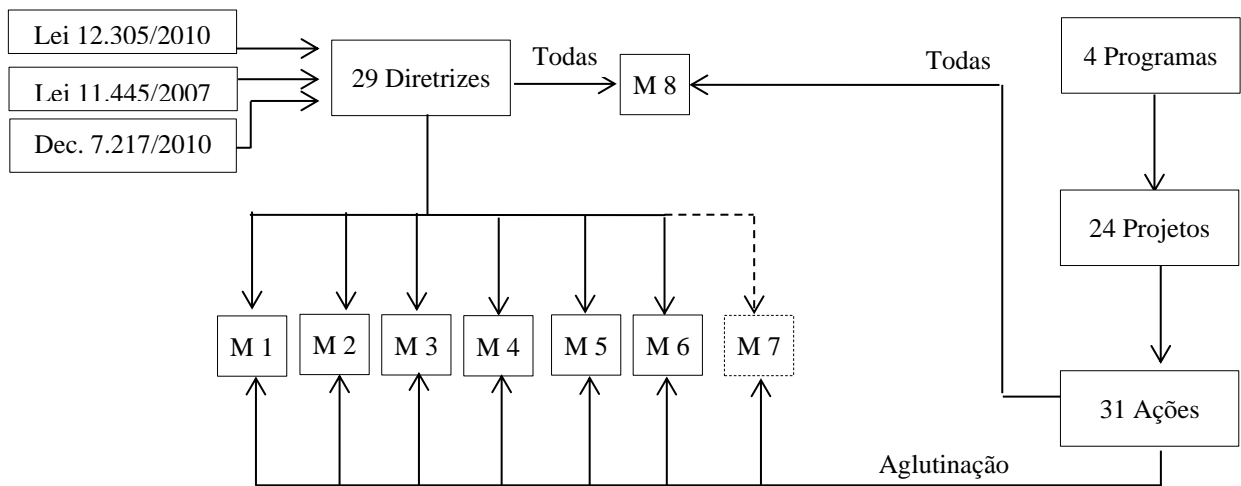 Lei 12.305/2010
Lei 11.445/2007
Dec. 7.217/2010
29 Diretrizes
Todas
M 8
Todas
4 Programas
24 Projetos
31 Ações
M 1
M 2
M 3
M 4
M 5
M 6
M 7
Aglutinação